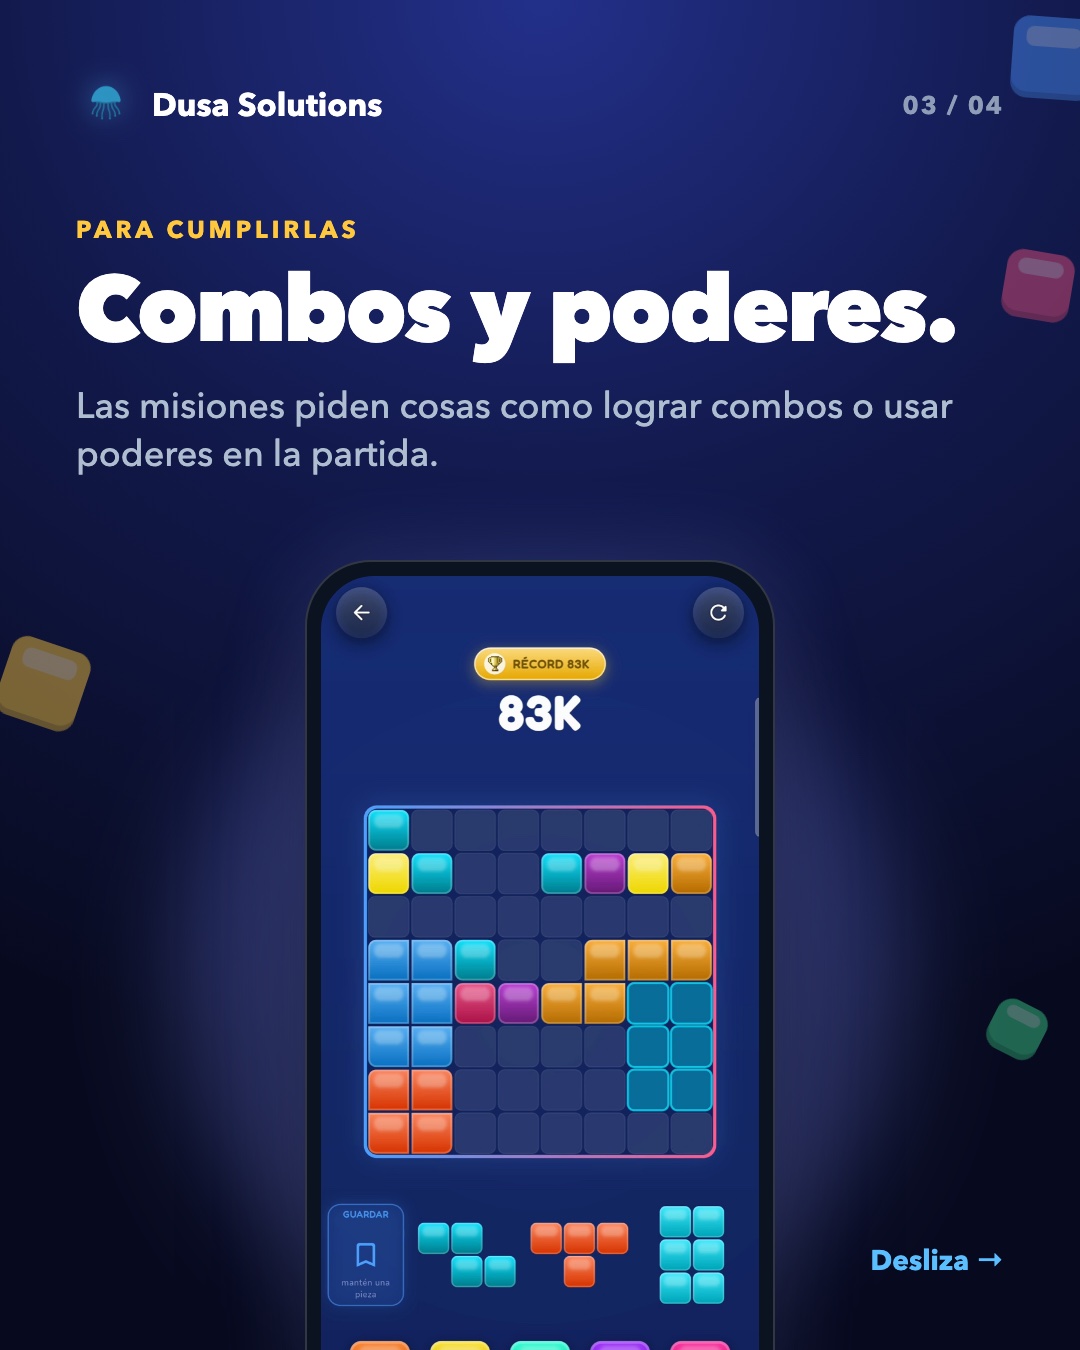 Dusa Solutions
03 / 04
PARA CUMPLIRLAS
Combos y poderes.
Las misiones piden cosas como lograr combos o usar
poderes en la partida.
RÉCORD 83K
83K
GUARDAR
mantén una
pieza
Desliza →